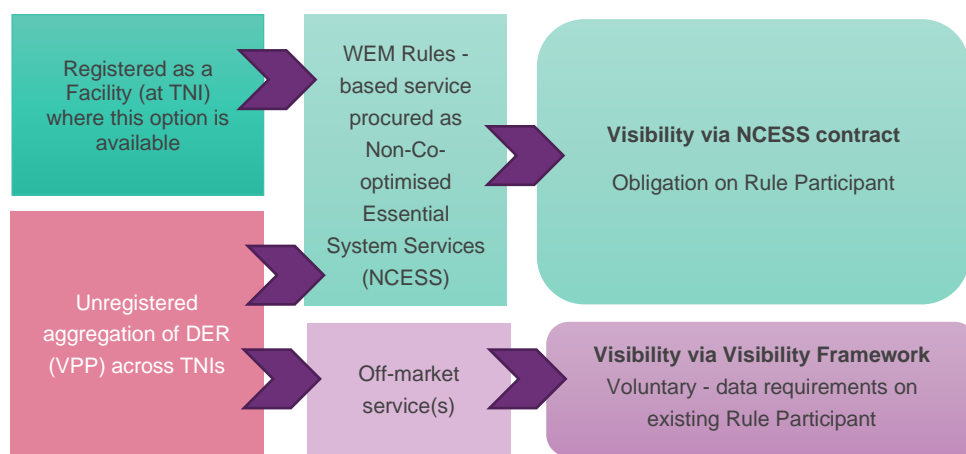 Registered as a
Facility (at TNI)
where this option is
available
WEM Rules -
based service
procured as
Non-Co-
optimised
Essential
System Services
(NCESS)
Visibility via NCESS contract
Obligation on Rule Participant
Unregistered
aggregation of DER
(VPP) across TNIs
Off-market
service(s)
Visibility via Visibility Framework
Voluntary - data requirements on
existing Rule Participant